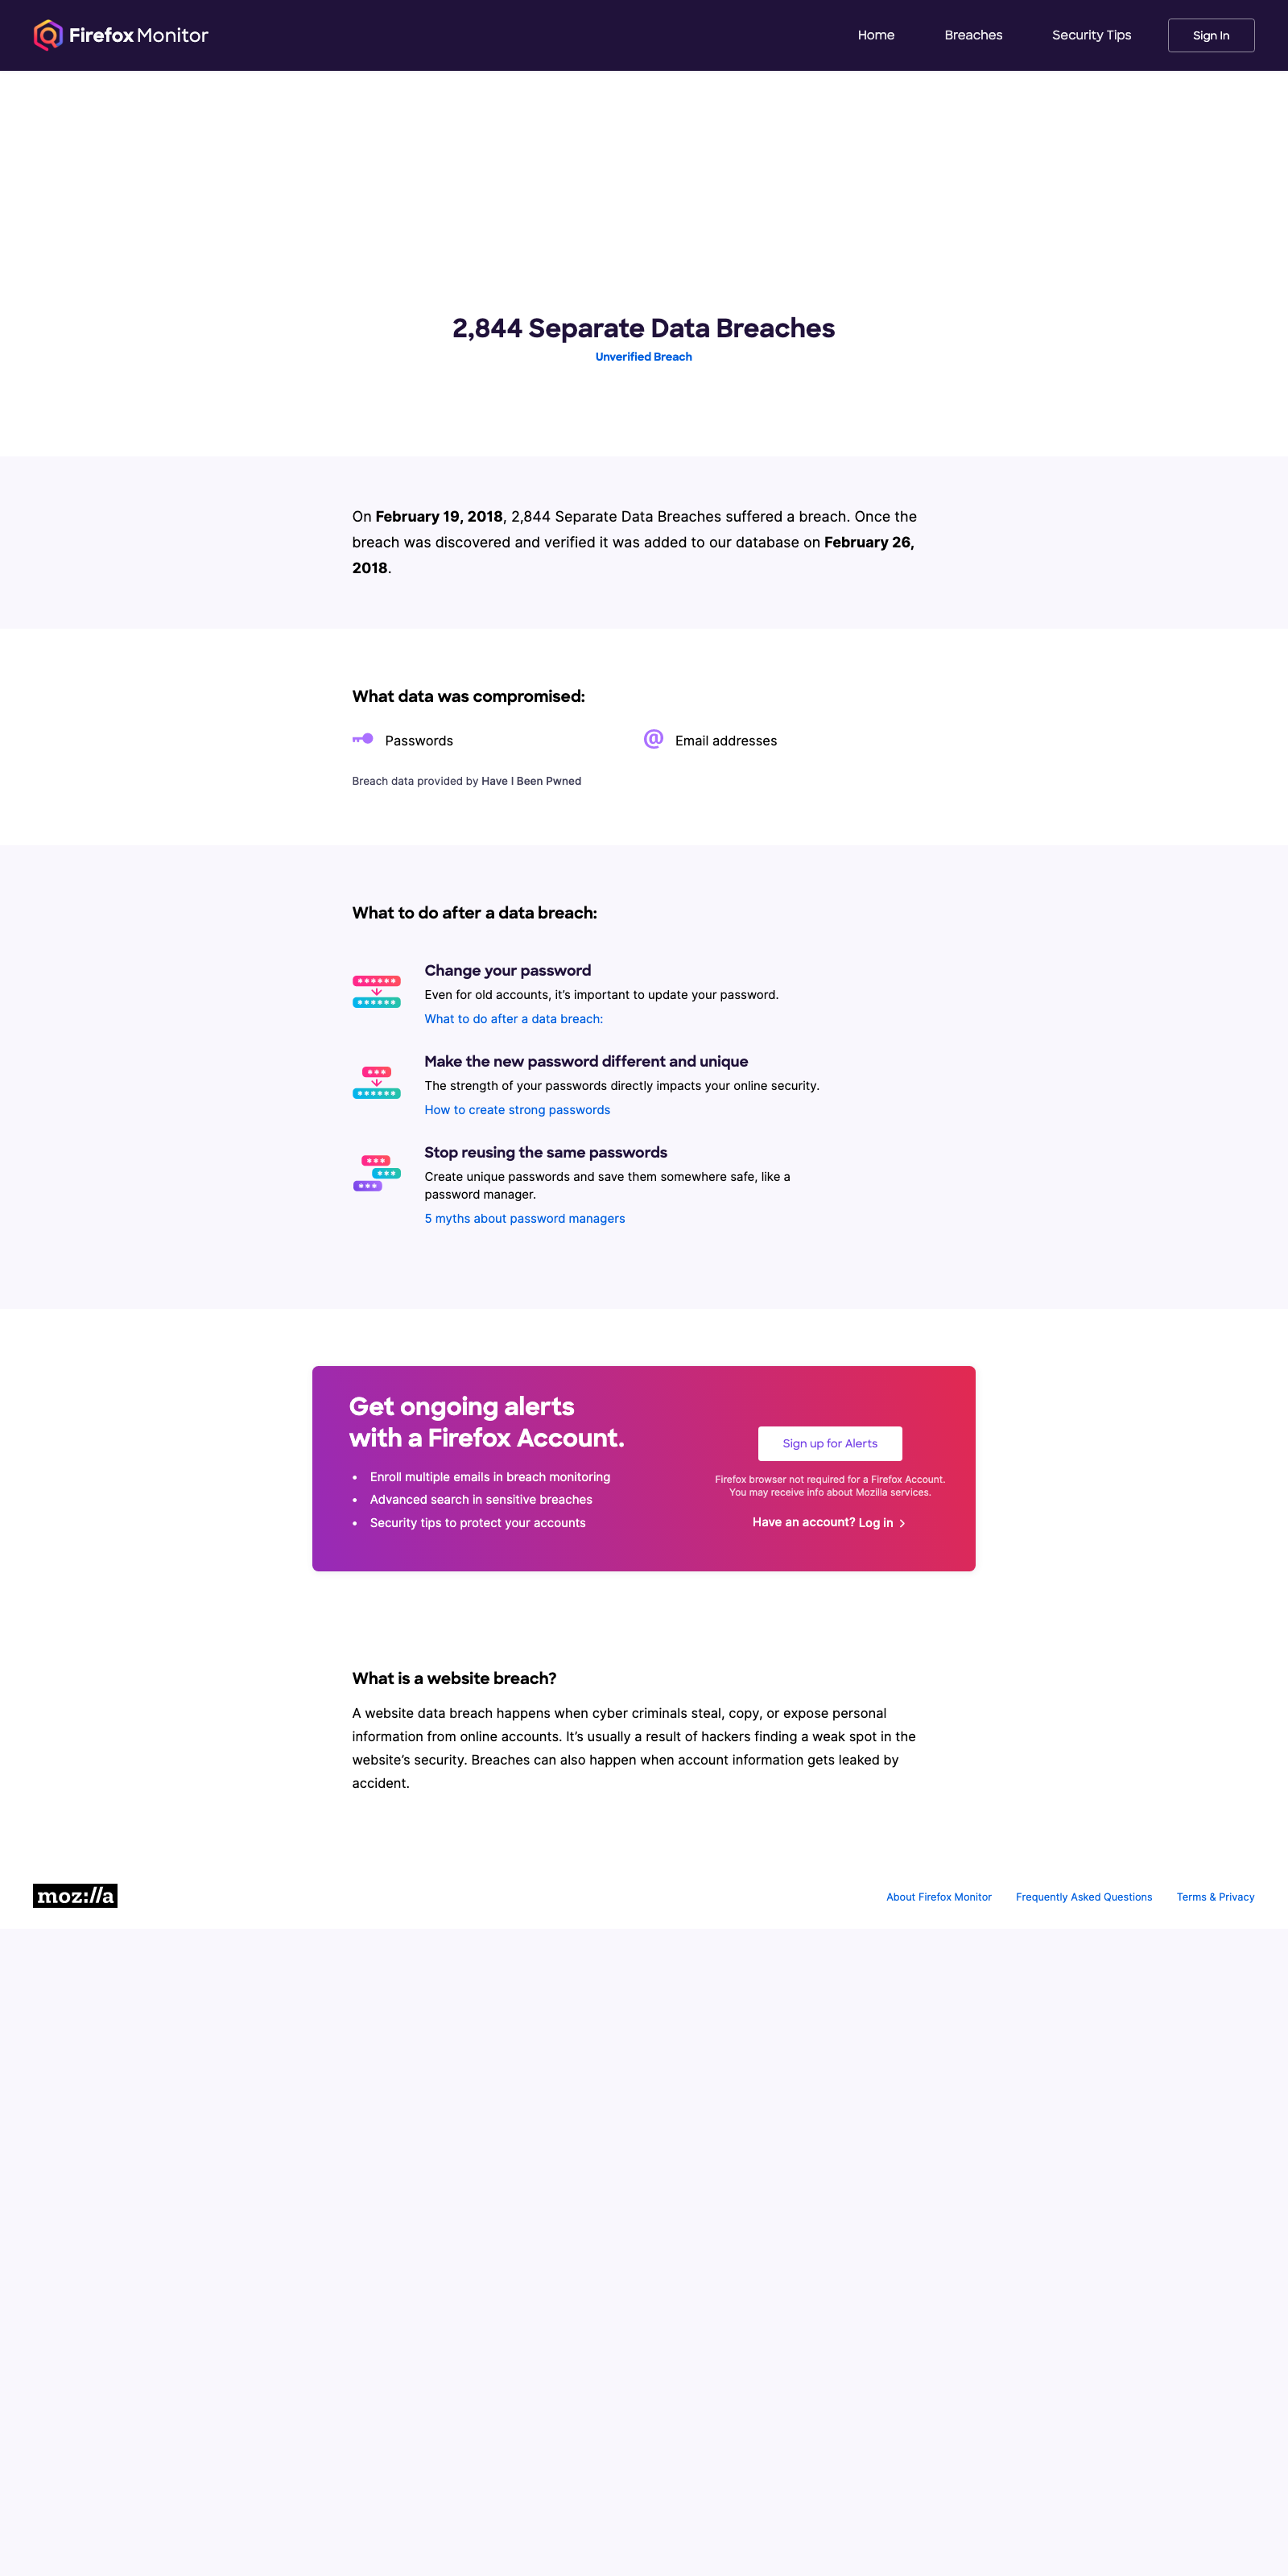 Firefox Monitor
Home
Breaches
Security Tips
Sign In
2,844 Separate Data Breaches
Unverified Breach
On February 19, 2018, 2,844 Separate Data Breaches suffered a breach. Once the
breach was discovered and verified it was added to our database on February 26,
2018.
What data was compromised:
Passwords
Email addresses
Breach data provided by Have I Been Pwned
What to do after a data breach:
Change your password
Even for old accounts, it’s important to update your password.
What to do after a data breach:
Make the new password different and unique
The strength of your passwords directly impacts your online security.
How to create strong passwords
Stop reusing the same passwords
Create unique passwords and save them somewhere safe, like a
password manager.
5 myths about password managers
Get ongoing alerts
with a Firefox Account.
• Enroll multiple emails in breach monitoring
• Advanced search in sensitive breaches
• Security tips to protect your accounts
Sign up for Alerts
Firefox browser not required for a Firefox Account.
You may receive info about Mozilla services.
Have an account? Log in
What is a website breach?
A website data breach happens when cyber criminals steal, copy, or expose personal
information from online accounts. It’s usually a result of hackers finding a weak spot in the
website’s security. Breaches can also happen when account information gets leaked by
accident.
moz://a
About Firefox Monitor
Frequently Asked Questions
Terms & Privacy